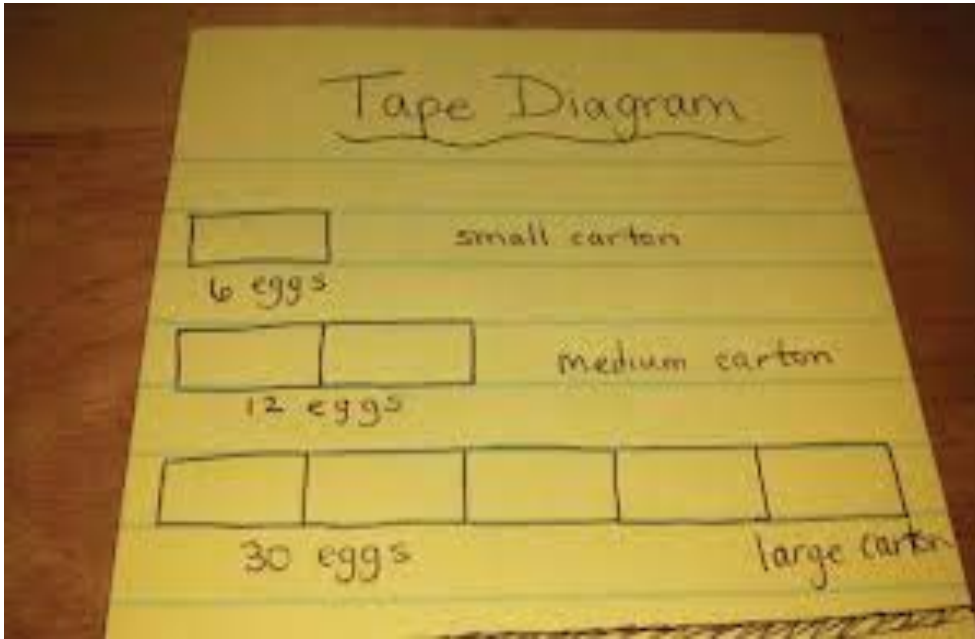 Tape Diagram
small carton
6 eggs
medium carton
12 eggs
30 eggs
large carton